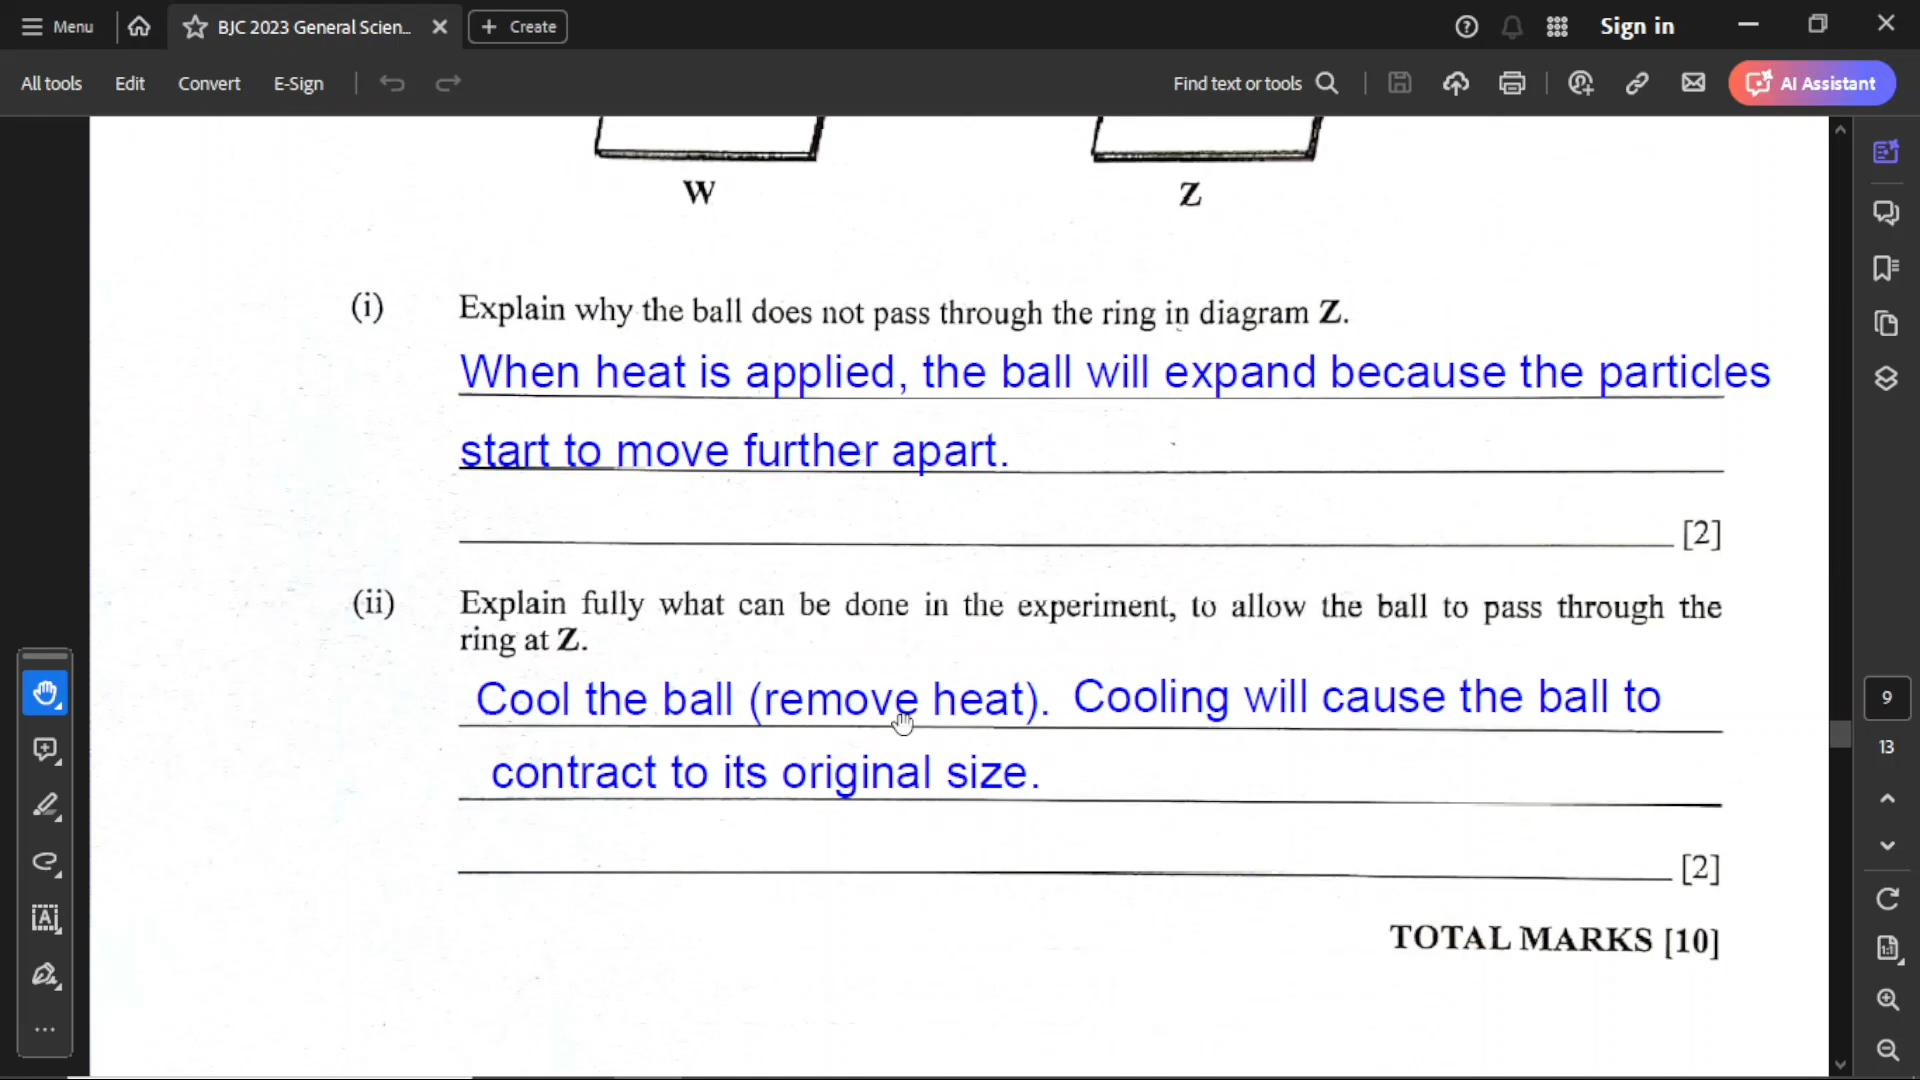 Menu
BJC 2023 General Scien...
Create
Sign in
All tools
Edit
Convert
E-Sign
Find text or tools
AI Assistant
W
Z
(i) Explain why the ball does not pass through the ring in diagram Z.
When heat is applied, the ball will expand because the particles
start to move further apart.
[2]
(ii) Explain fully what can be done in the experiment, to allow the ball to pass through the
ring at Z.
Cool the ball (remove heat). Cooling will cause the ball to
contract to its original size.
[2]
TOTAL MARKS [10]
9
13